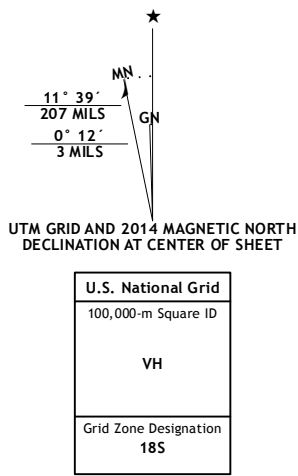 MN
11° 39´
207 MILS
GN
0° 12´
3 MILS
UTM GRID AND 2014 MAGNETIC NORTH
DECLINATION AT CENTER OF SHEET
U.S. National Grid
100,000-m Square ID
VH
Grid Zone Designation
18S